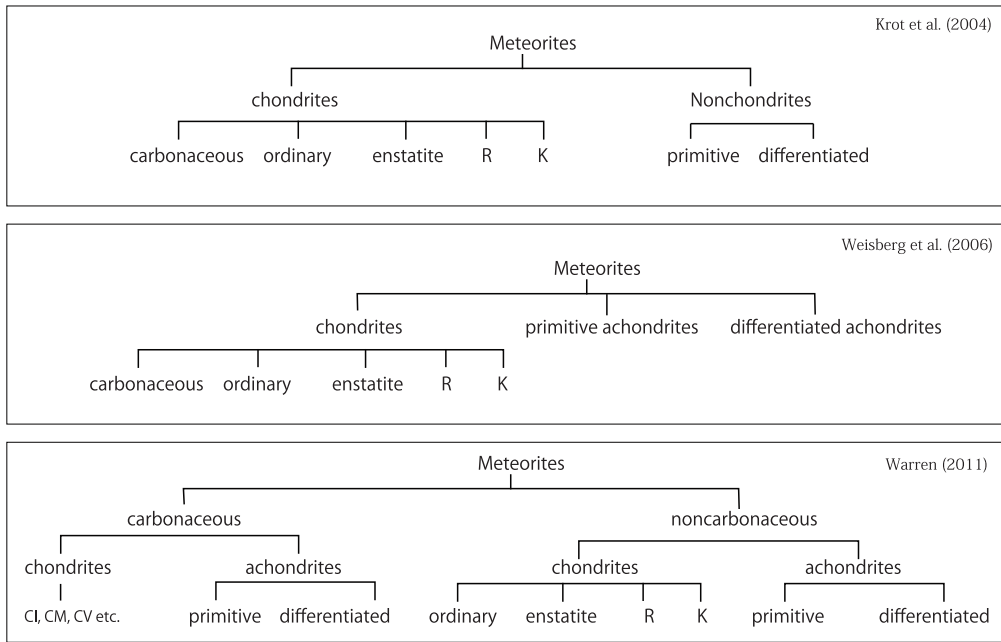 Krot et al. (2004)
Meteorites
chondrites Nonchondrites
carbonaceous ordinary enstatite R K primitive differentiated
Weisberg et al. (2006)
Meteorites
chondrites primitive achondrites differentiated achondrites
carbonaceous ordinary enstatite R K
Meteorites Warren (2011)
carbonaceous noncarbonaceous
chondrites achondrites chondrites achondrites
CI, CM, CV etc. primitive differentiated ordinary enstatite R K primitive differentiated